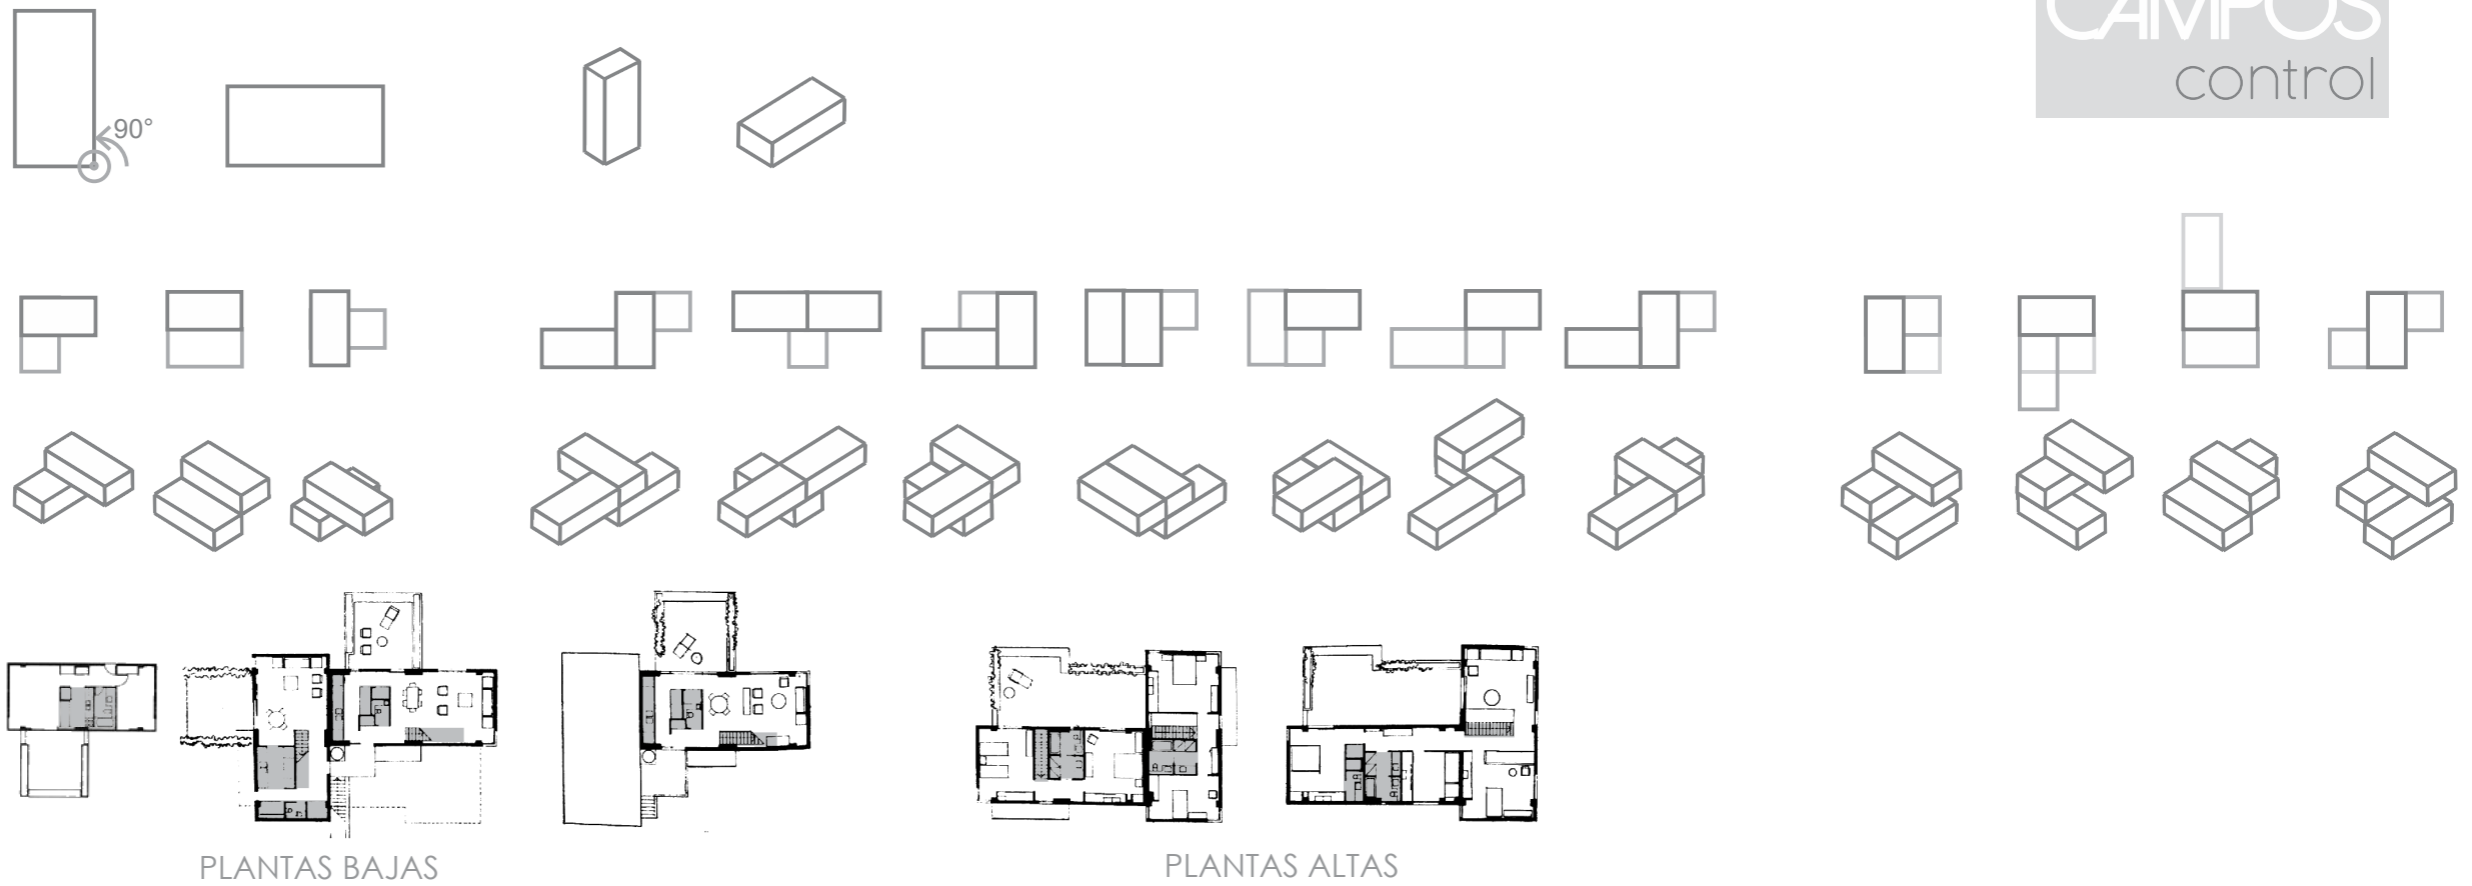 CAMPOS
control
90°
PLANTAS BAJAS
PLANTAS ALTAS